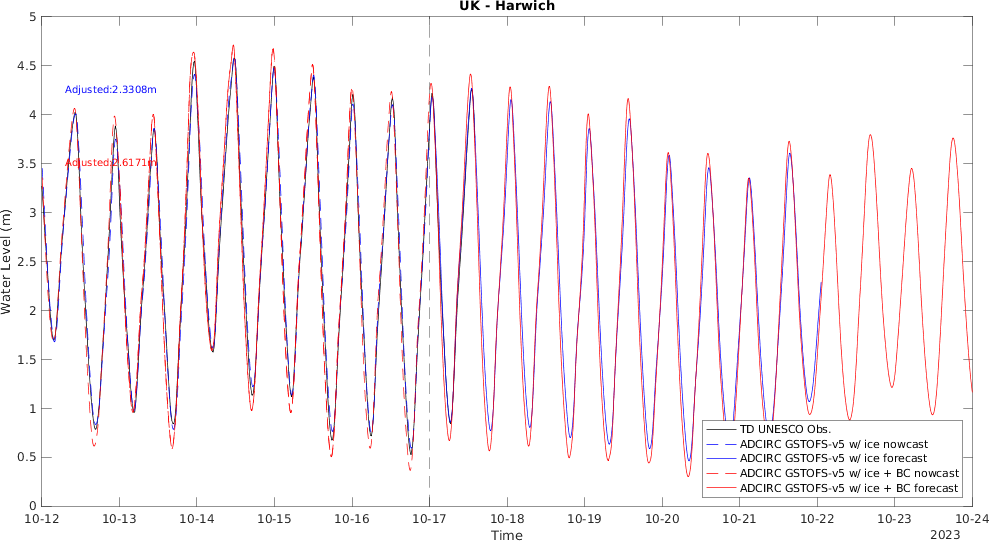 UK - Harwich
5
4.5
4
3.5
3
2.5
2
1.5
1
0.5
0
Water Level (m)
Adjusted:2.3308m
Adjusted:2.6171m
TD UNESCO Obs.
ADCIRC GSTOFS-v5 w/ ice nowcast
ADCIRC GSTOFS-v5 w/ ice forecast
ADCIRC GSTOFS-v5 w/ ice + BC nowcast
ADCIRC GSTOFS-v5 w/ ice + BC forecast
10-12 10-13 10-14 10-15 10-16 10-17 10-18 10-19 10-20 10-21 10-22 10-23 10-24
Time
2023